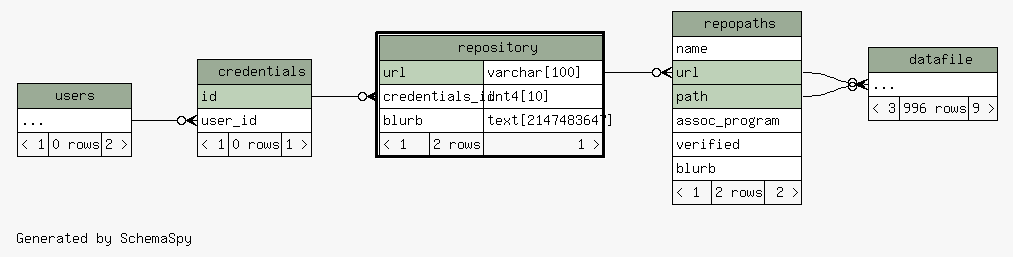 users
...
< 1 0 rows 2 >
credentials
id
user_id
< 1 0 rows 1 >
repository
url varchar[100]
credentials_id int4[10]
blurb text[2147483647]
< 1 2 rows 1 >
repopaths
name
url
path
assoc_program
verified
blurb
< 1 2 rows 2 >
datafile
...
< 3 996 rows 9 >
Generated by SchemaSpy